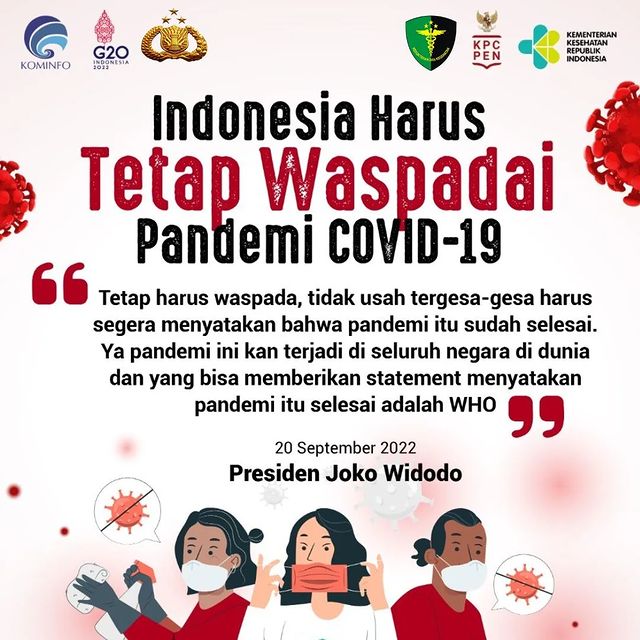 KOMINFO
G20
INDONESIA
2022
KPC
PEN
KEMENTERIAN
KESEHATAN
REPUBLIK
INDONESIA
Indonesia Harus
Tetap Waspadai
Pandemi COVID-19
“ Tetap harus waspada, tidak usah tergesa-gesa harus
segera menyatakan bahwa pandemi itu sudah selesai.
Ya pandemi ini kan terjadi di seluruh negara di dunia
dan yang bisa memberikan statement menyatakan
pandemi itu selesai adalah WHO ”
20 September 2022
Presiden Joko Widodo